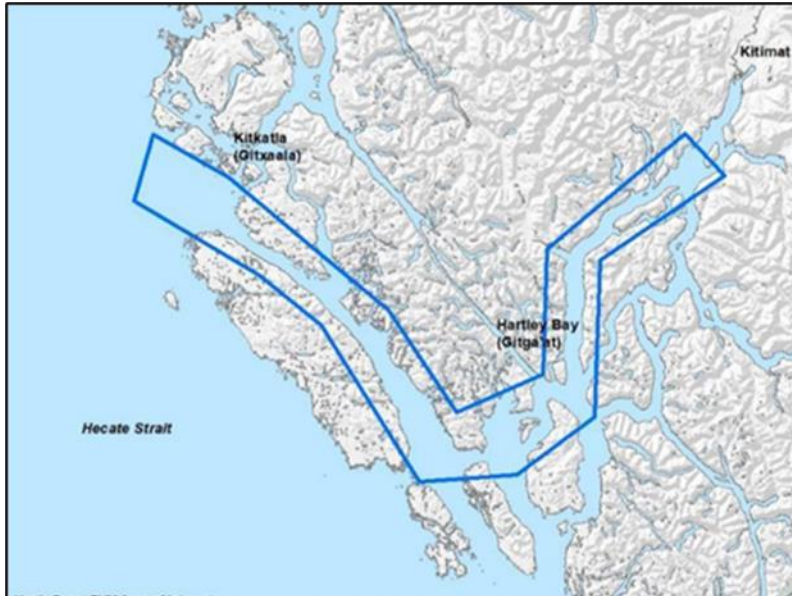 Kitimat
Kitkatla
(Gitxaala)
Hartley Bay
(Gitga'at)
Hecate Strait